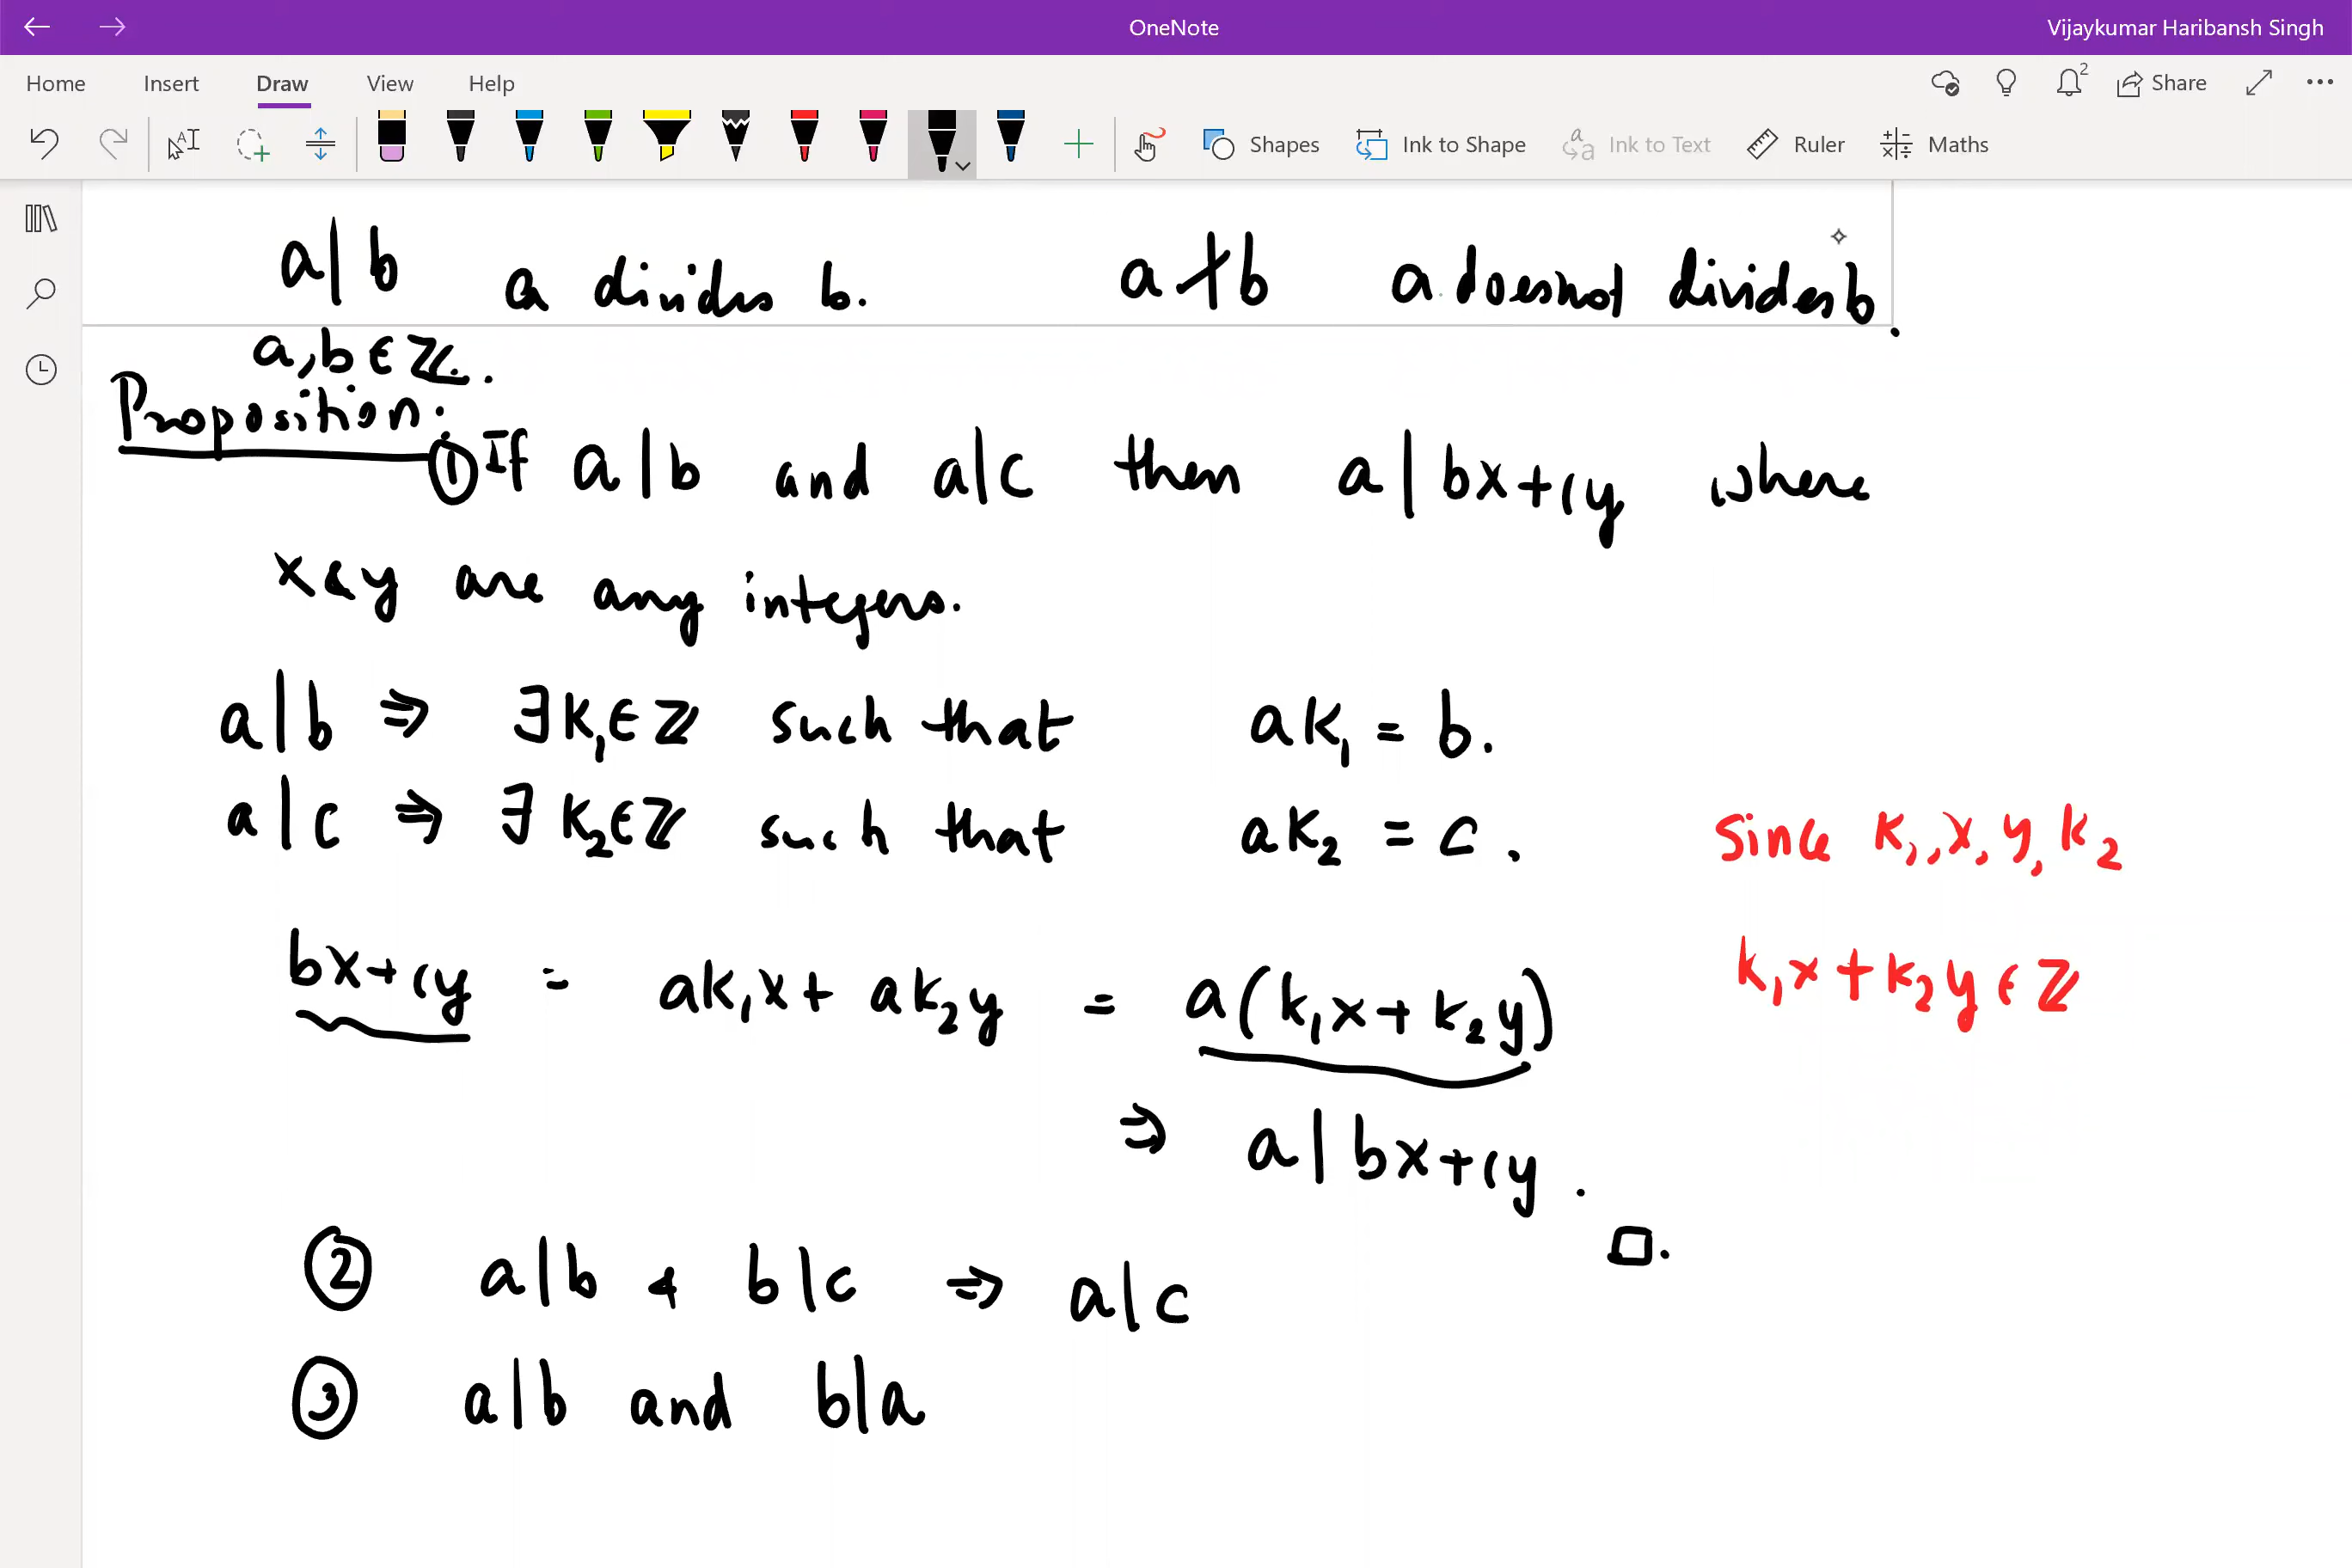 OneNote
Vijaykumar Haribansh Singh
Home Insert Draw View Help
2 Share
Shapes Ink to Shape Ink to Text Ruler Maths
a|b a divides b. a∤b a doesnot divides b.
a,b ∈ ℤ.
Proposition:
① If a|b and a|c then a|bx+cy where
x & y are any integers.
a|b ⇒ ∃k₁∈ℤ such that ak₁ = b.
a|c ⇒ ∃k₂∈ℤ such that ak₂ = c.
since k₁, x, y, k₂
bx+cy = ak₁x + ak₂y = a(k₁x + k₂y)
k₁x + k₂y ∈ ℤ
⇒ a|bx+cy.
□.
② a|b & b|c ⇒ a|c
③ a|b and b|a